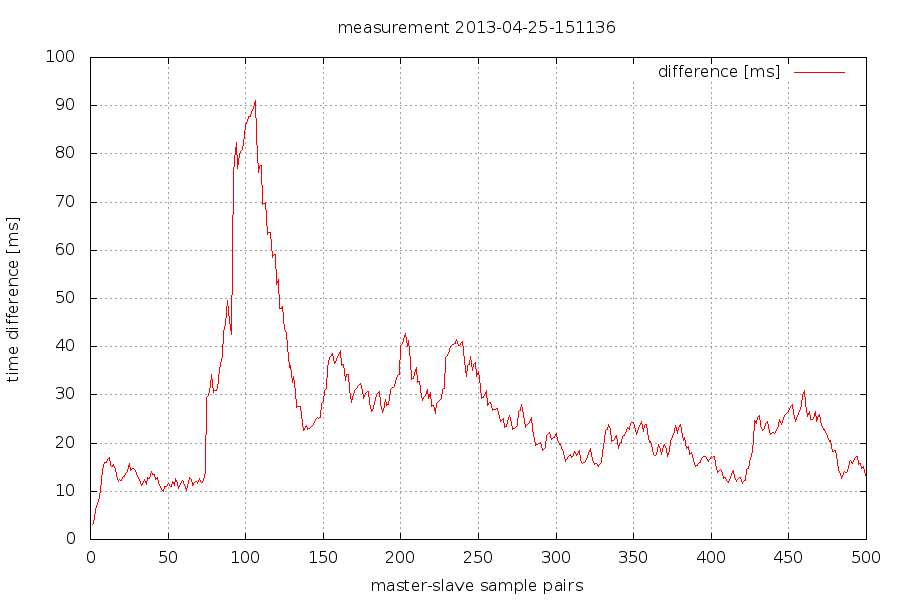 measurement 2013-04-25-151136
difference [ms]
100
90
80
70
60
50
40
30
20
10
0
time difference [ms]
0 50 100 150 200 250 300 350 400 450 500
master-slave sample pairs